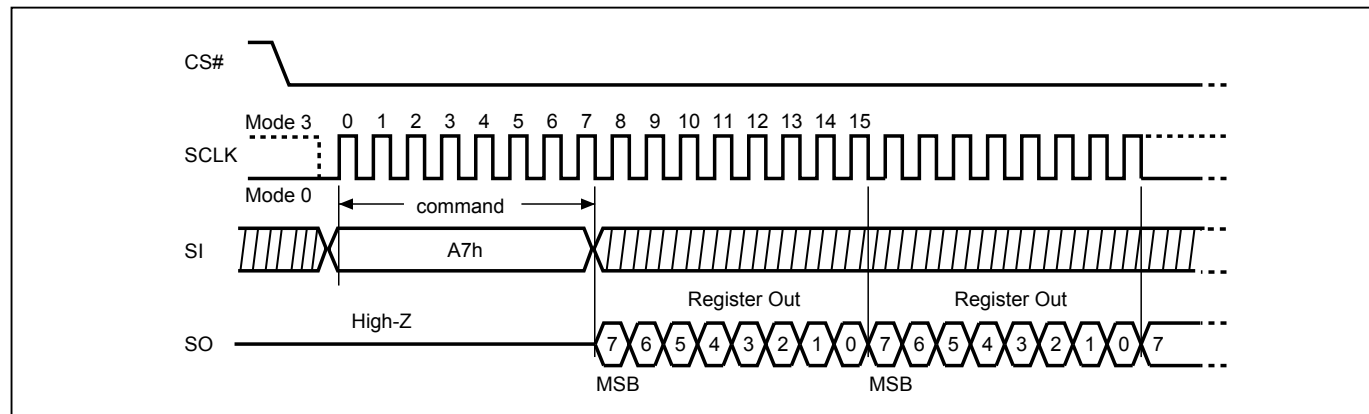 CS#
Mode 3 0 1 2 3 4 5 6 7 8 9 10 11 12 13 14 15
SCLK
Mode 0
command
SI A7h
Register Out Register Out
High-Z
SO 7 6 5 4 3 2 1 0 7 6 5 4 3 2 1 0 7
MSB MSB